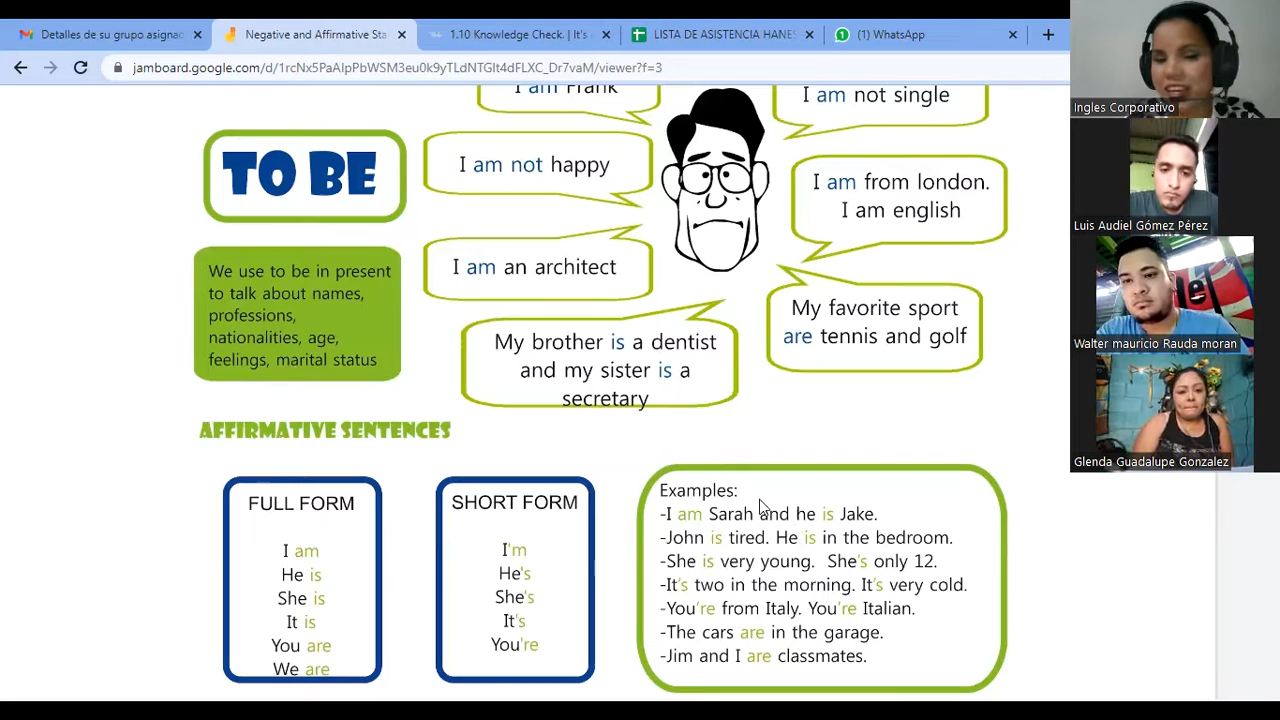 Detalles de su grupo asigna
Negative and Affirmative Sta
1.10 Knowledge Check. | It's
LISTA DE ASISTENCIA HANES
(1) WhatsApp
jamboard.google.com/d/1rcNx5PaAIpPbWSM3eu0k9yTLdNTGlt4dFLXC_Dr7vaM/viewer?f=3
Ingles Corporativo
Luis Audiel Gómez Pérez
Walter mauricio Rauda moran
Glenda Guadalupe Gonzalez
I am Frank
I am not single
TO BE
I am not happy
I am from london.
I am english
We use to be in present
to talk about names,
professions,
nationalities, age,
feelings, marital status
I am an architect
My favorite sport
are tennis and golf
My brother is a dentist
and my sister is a
secretary
AFFIRMATIVE SENTENCES
FULL FORM
I am
He is
She is
It is
You are
We are
SHORT FORM
I'm
He's
She's
It's
You're
Examples:
-I am Sarah and he is Jake.
-John is tired. He is in the bedroom.
-She is very young. She's only 12.
-It's two in the morning. It's very cold.
-You're from Italy. You're Italian.
-The cars are in the garage.
-Jim and I are classmates.